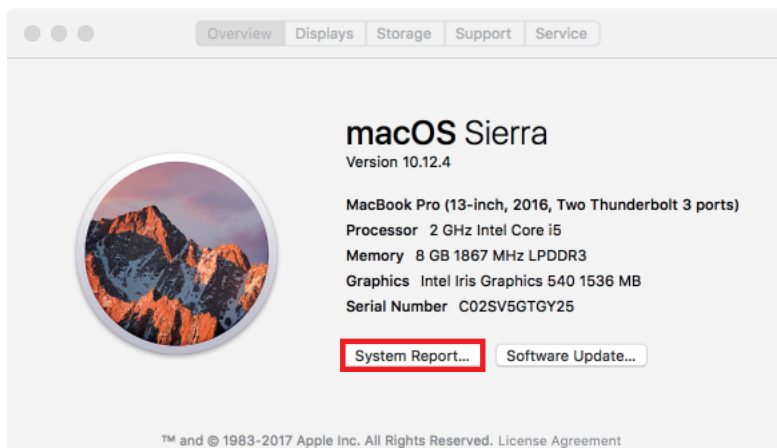 Overview Displays Storage Support Service
macOS Sierra
Version 10.12.4
MacBook Pro (13-inch, 2016, Two Thunderbolt 3 ports)
Processor 2 GHz Intel Core i5
Memory 8 GB 1867 MHz LPDDR3
Graphics Intel Iris Graphics 540 1536 MB
Serial Number C02SV5GTGY25
System Report... Software Update...
™ and © 1983-2017 Apple Inc. All Rights Reserved. License Agreement